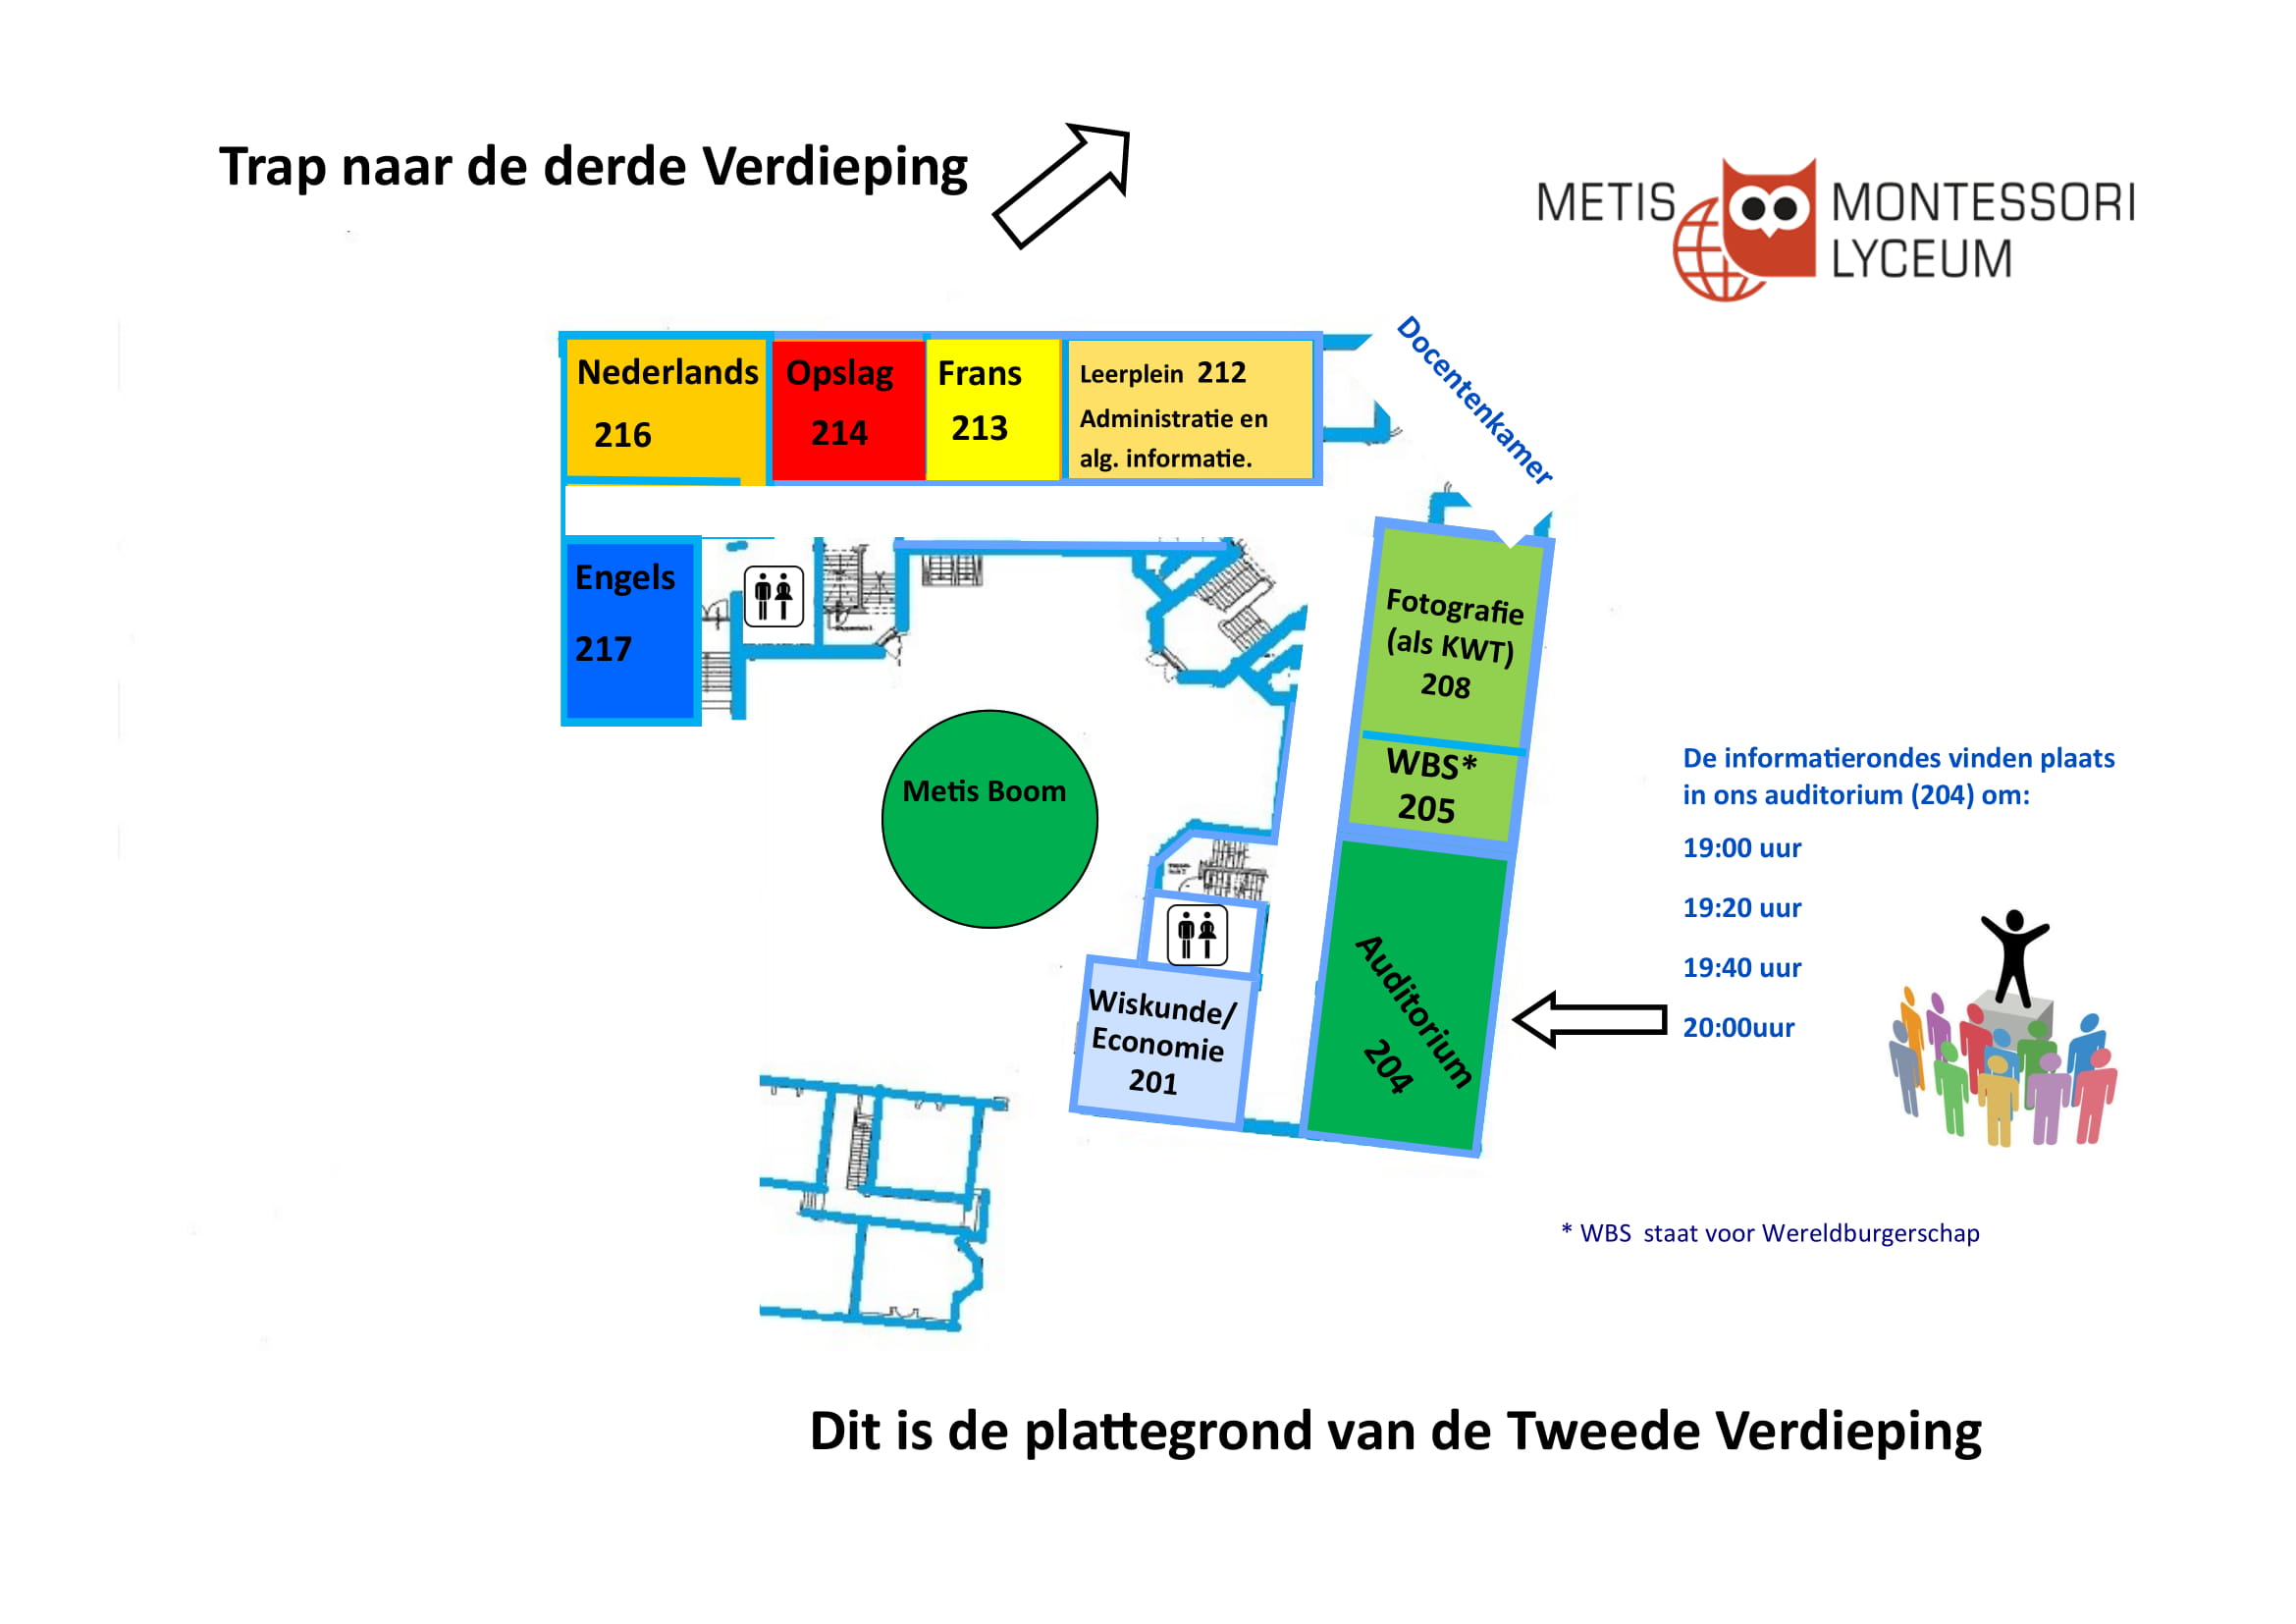 Trap naar de derde Verdieping
METIS MONTESSORI
LYCEUM
Docentenkamer
Nederlands
216
Opslag
214
Frans
213
Leerplein 212
Administratie en
alg. informatie.
Engels
217
Fotografie
(als KWT)
208
WBS*
205
Metis Boom
De informatierondes vinden plaats
in ons auditorium (204) om:
19:00 uur
19:20 uur
19:40 uur
20:00uur
Auditorium
204
Wiskunde/
Economie
201
* WBS staat voor Wereldburgerschap
Dit is de plattegrond van de Tweede Verdieping